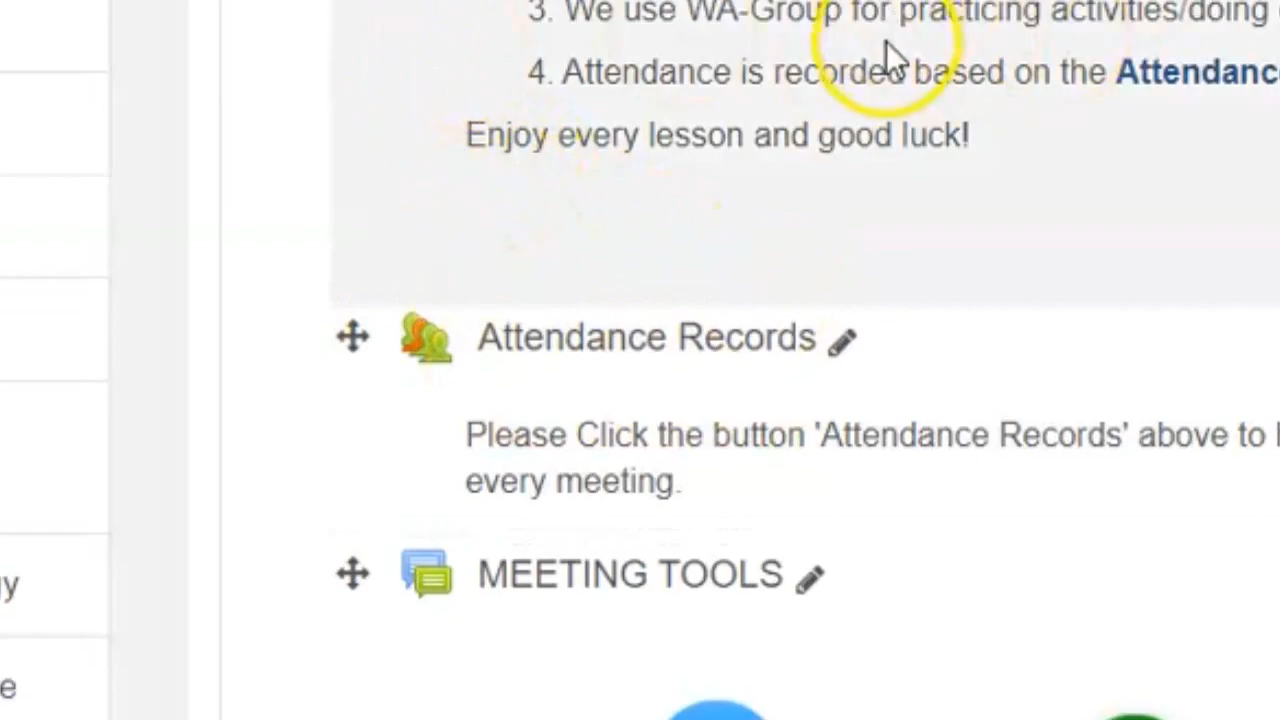 3. We use WA-Group for practicing activities/doing
4. Attendance is recorded based on the Attendanc
Enjoy every lesson and good luck!
Attendance Records
Please Click the button 'Attendance Records' above to
every meeting.
MEETING TOOLS